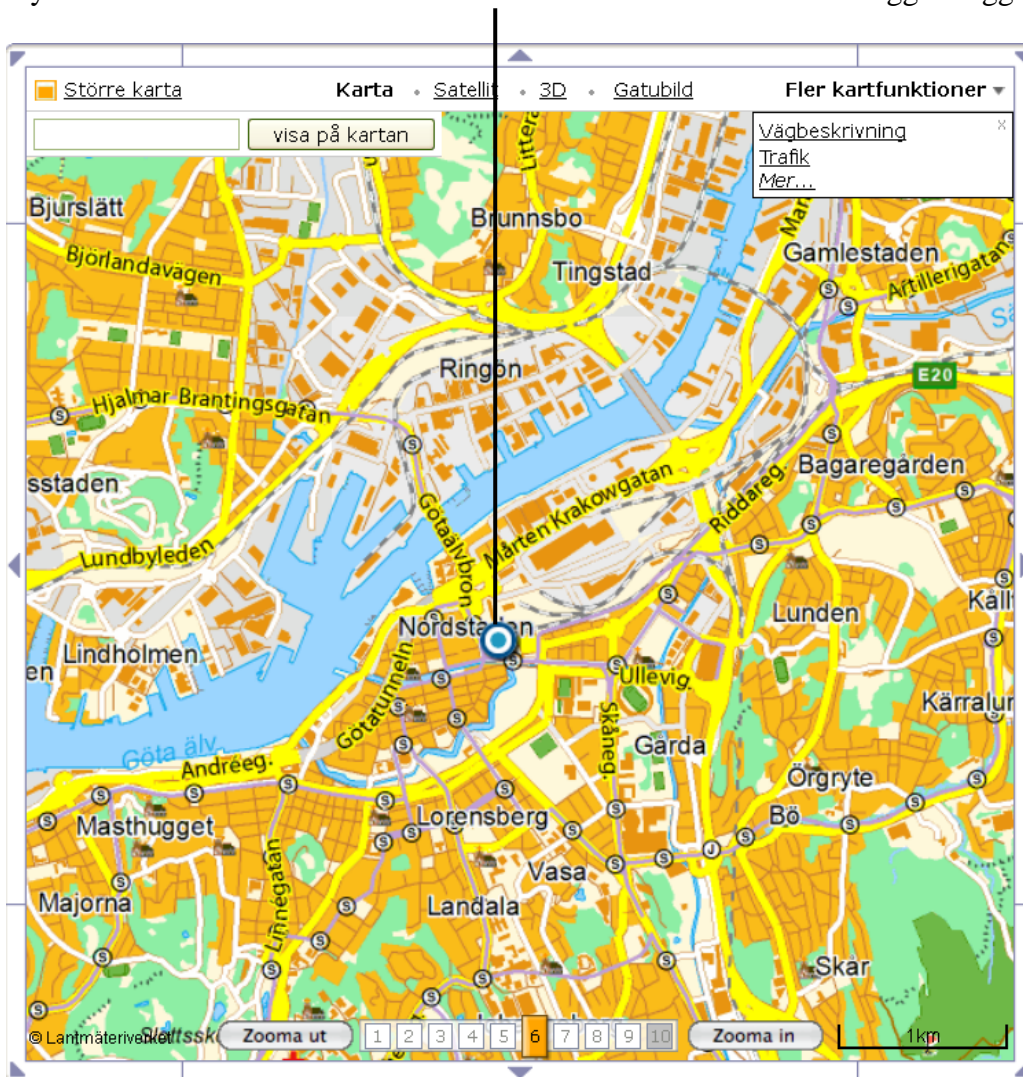 Större karta Karta • Satellit • 3D • Gatubild Fler kartfunktioner
visa på kartan
Vägbeskrivning x
Trafik
Mer...
Bjurslätt
Brunnsbo
Björlandavägen
Tingstad
Gamlestaden
Artillerigatan
Ringön
E20
Hjalmar Brantingsgatan
Bagaregården
Riddareg.
sstaden
Götaälvbron
Mårten Krakowgatan
Lundbyleden
Lunden
Nordstaden
Lindholmen
en
Ullevig.
Götatunneln
Skåneg.
Göta älv
Garda
Andréeg.
Örgryte
Bö
Masthugget
Lorensberg
Vasa
Linnégatan
Majorna
Landala
Skår
© Lantmäteriverket
Zooma ut 1 2 3 4 5 6 7 8 9 10 Zooma in 1km